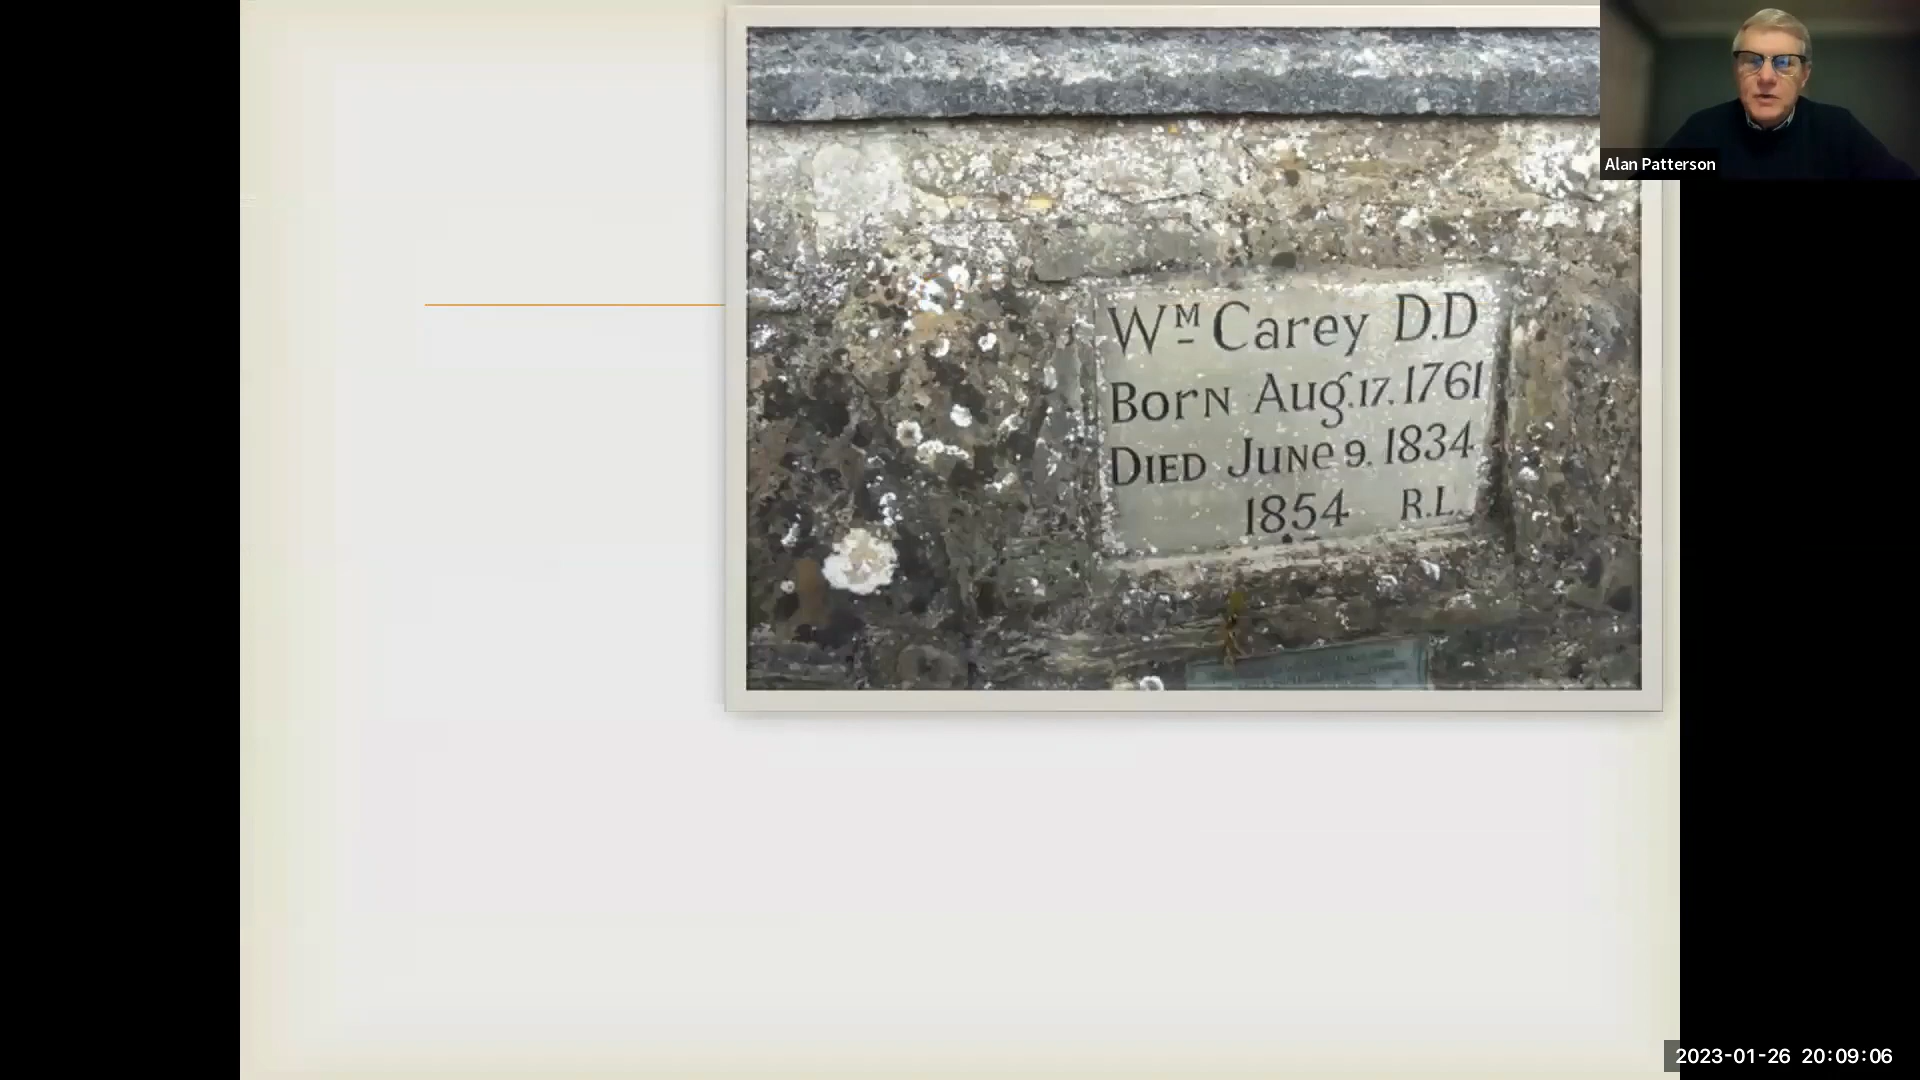 Wᴹ Carey D.D
Born Aug. 17. 1761
Died June 9. 1834
1854 R.L.
Alan Patterson
2023-01-26 20:09:06